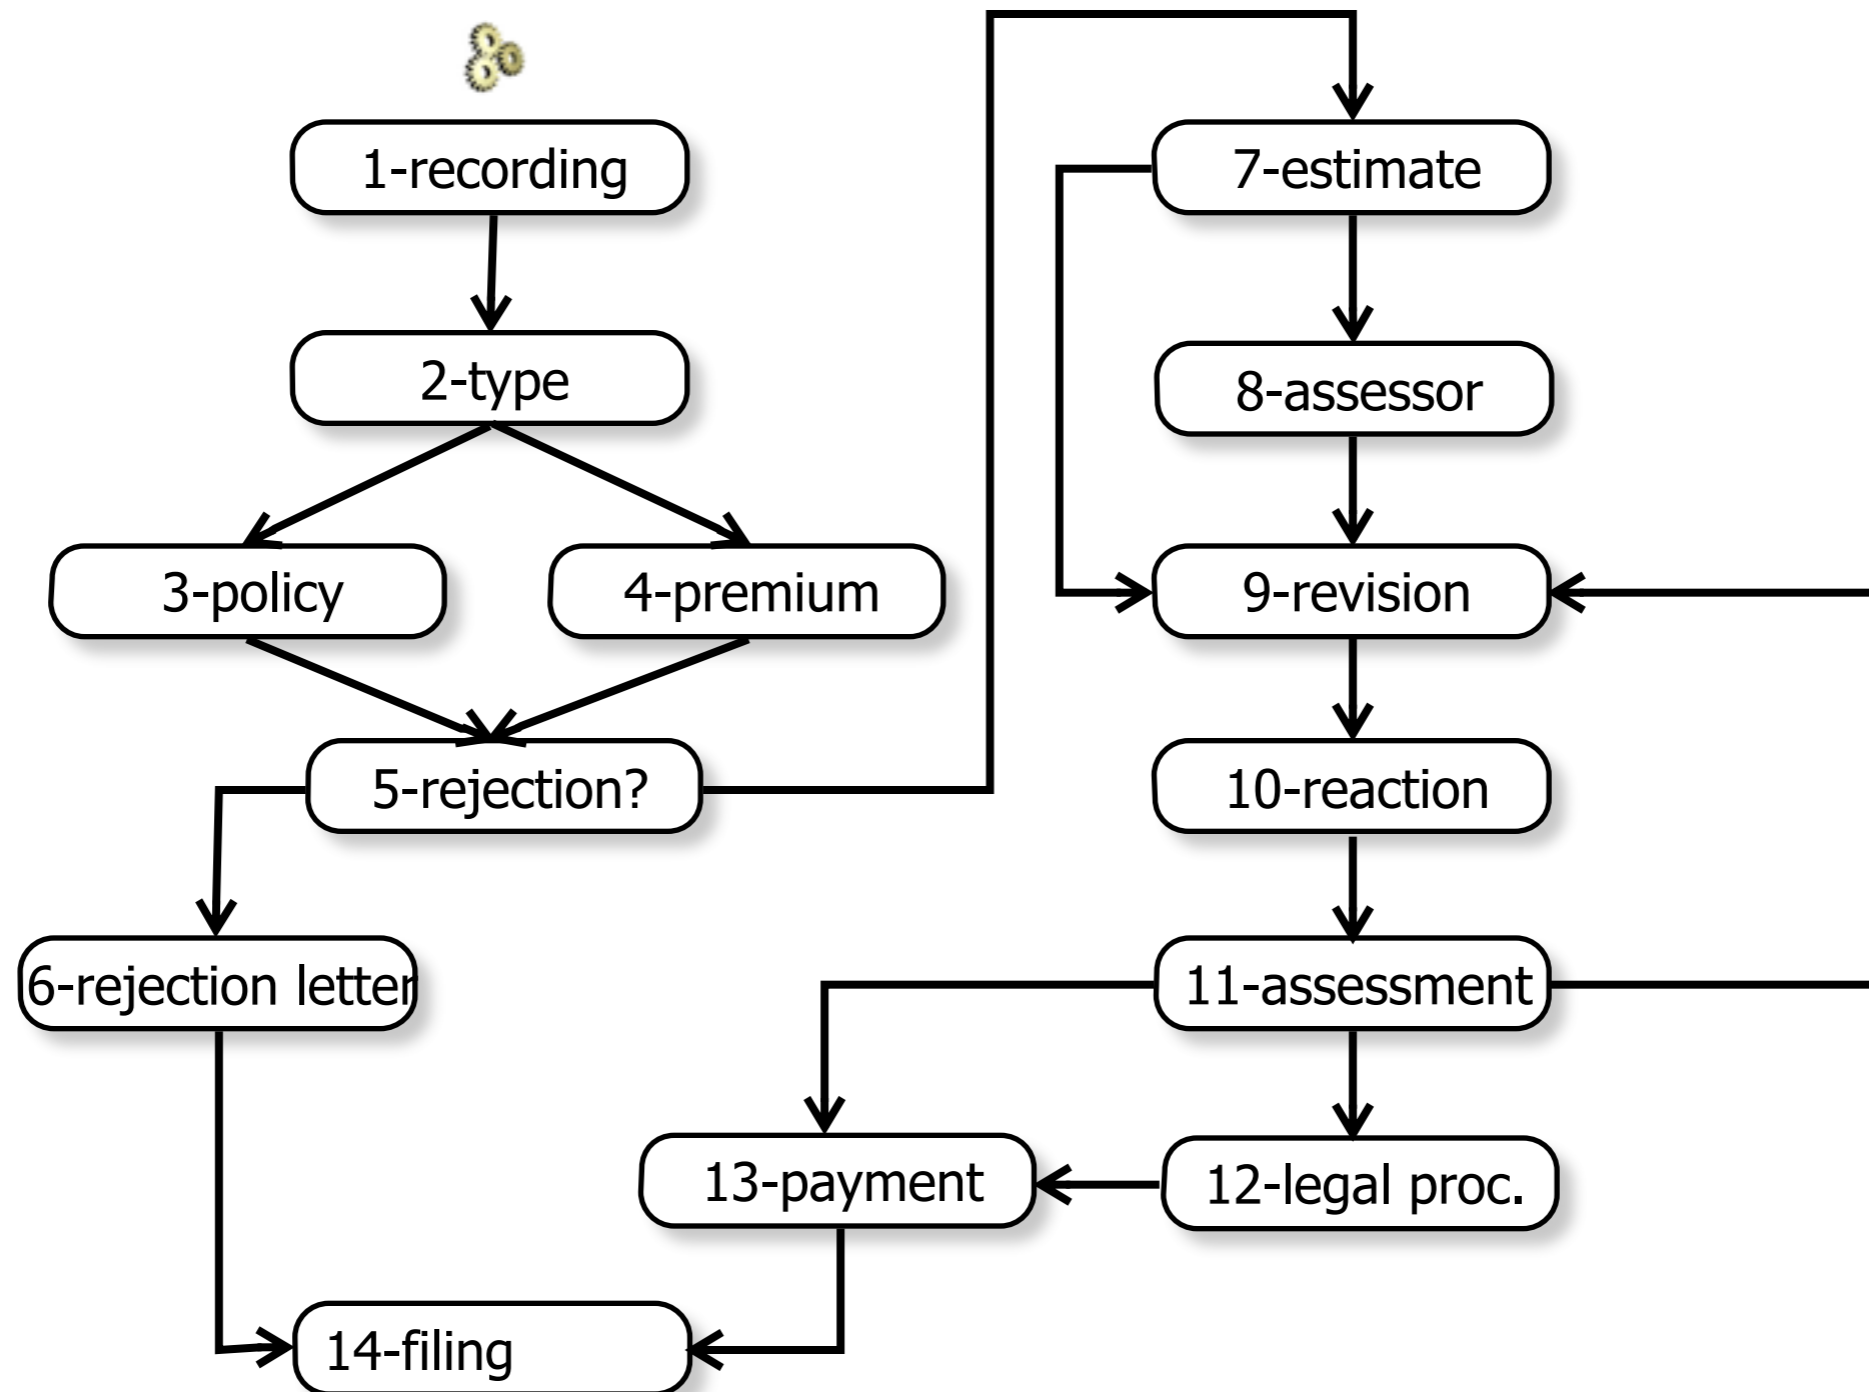 1-recording
2-type
3-policy
4-premium
5-rejection?
6-rejection letter
7-estimate
8-assessor
9-revision
10-reaction
11-assessment
12-legal proc.
13-payment
14-filing